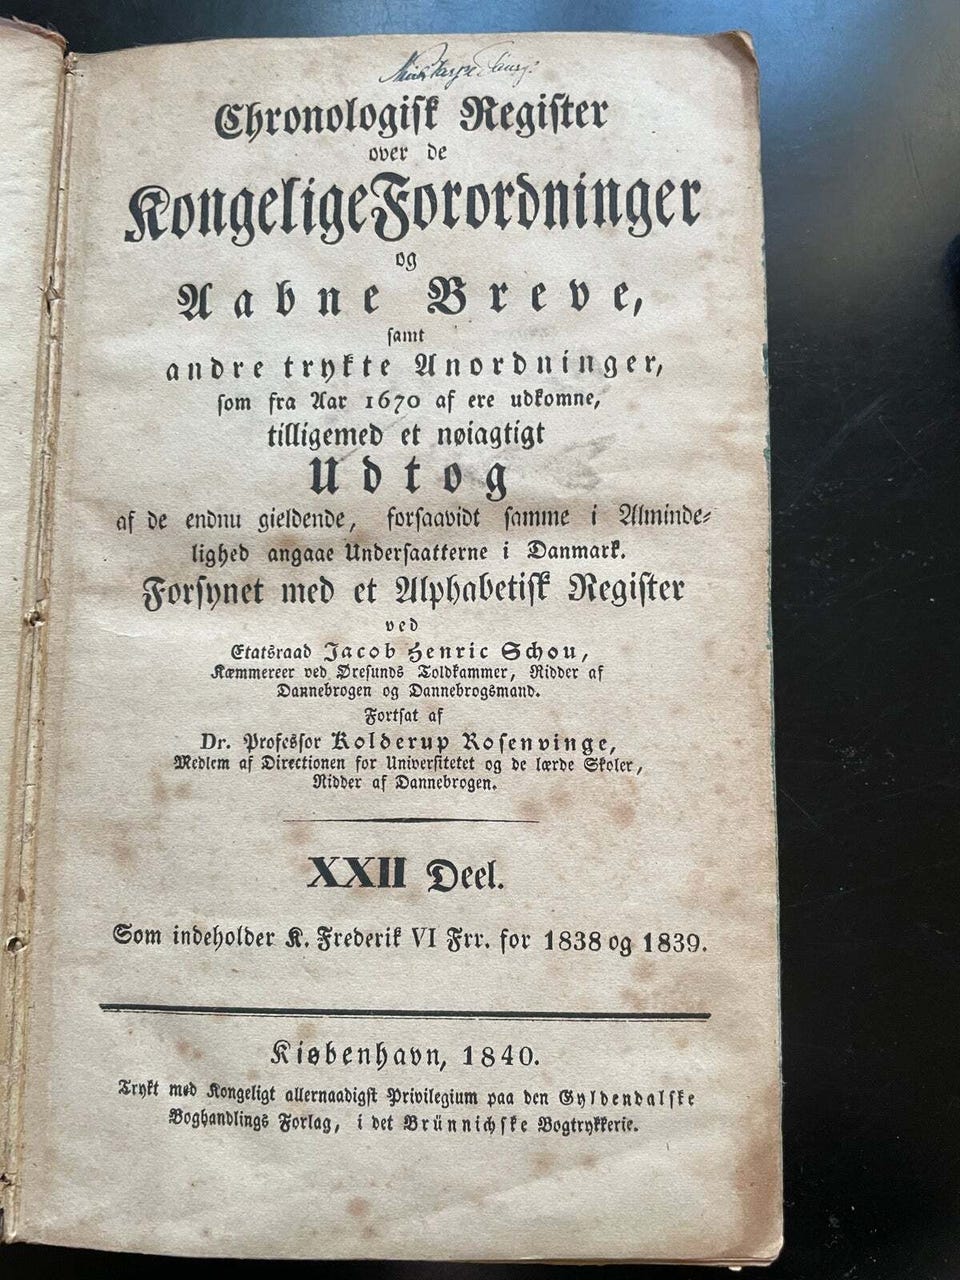 Chronologisk Register
over de
Kongelige Forordninger
og
Aabne Breve,
samt
andre trykte Anordninger,
som fra Aar 1670 af ere udkomne,
tilligemed et nøiagtigt
Udtog
af de endnu gieldende, forsaavidt samme i Alminde-
lighed angaae Undersaatterne i Danmark.
Forsynet med et Alphabetisk Register
ved
Etatsraad Jacob Henric Schou,
Kæmmereer ved Øresunds Toldkammer, Ridder af
Dannebrogen og Dannebrogsmand.
Fortsat af
Dr. Professor Kolderup Rosenvinge,
Medlem af Directionen for Universitetet og de lærde Skoler,
Ridder af Dannebrogen.
XXII Deel.
Som indeholder K. Frederik VI Frr. for 1838 og 1839.
Kiøbenhavn, 1840.
Trykt med Kongeligt allernaadigst Privilegium paa den Gyldendalske
Boghandlings Forlag, i det Brünnichske Bogtrykkerie.